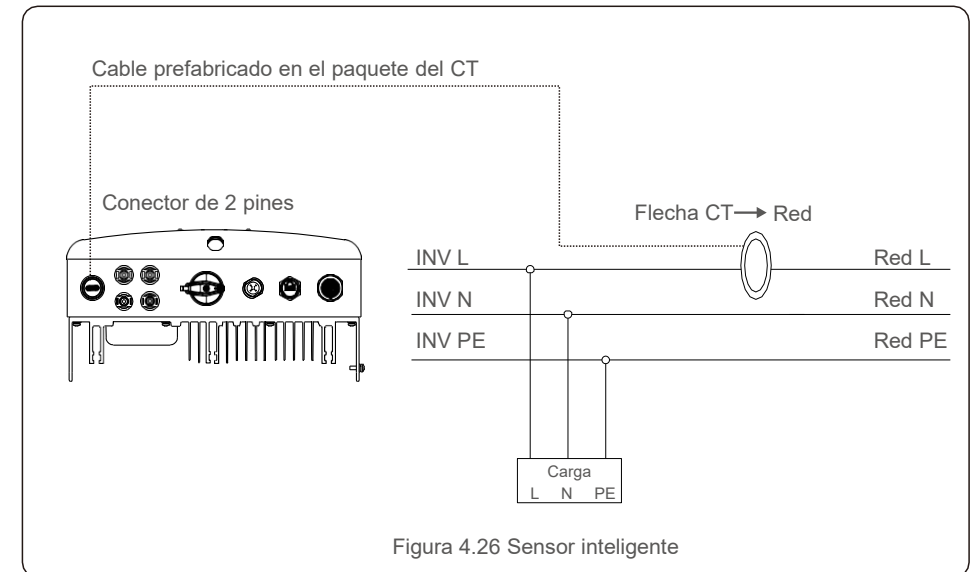 Cable prefabricado en el paquete del CT
Conector de 2 pines
Flecha CT→ Red
INV L
Red L
INV N
Red N
INV PE
Red PE
Carga
L N PE
Figura 4.26 Sensor inteligente